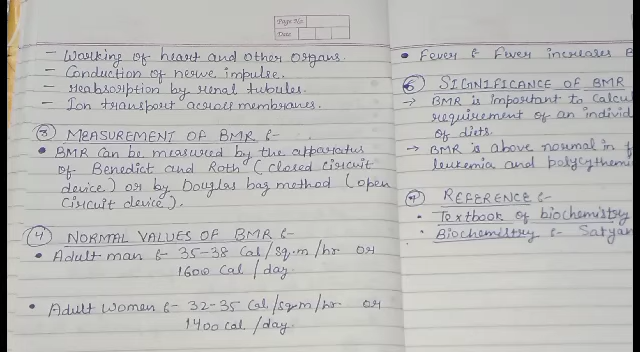 Page No.
Date
- Working of heart and other organs.
- Conduction of nerve impulse.
- Reabsorption by renal tubules.
- Ion transport across membranes.
③ MEASUREMENT OF BMR :-
• BMR can be measured by the apparatus
of Benedict and Roth (closed circuit
device) or by Douglas bag method (open
circuit device).
④ NORMAL VALUES OF BMR :-
• Adult man :- 35-38 Cal/sq.m/hr or
1600 Cal/day.
• Adult Women :- 32-35 Cal/sqm/hr or
1400 cal/day.
• Fever :- Fever increases B
⑥ SIGNIFICANCE OF BMR
→ BMR is Important to Calcu
requirement of an individ
of diets.
→ BMR is above normal in f
leukemia and polycythemi
⑦ REFERENCE :-
• Textbook of biochemistry
• Biochemistry :- Satyan